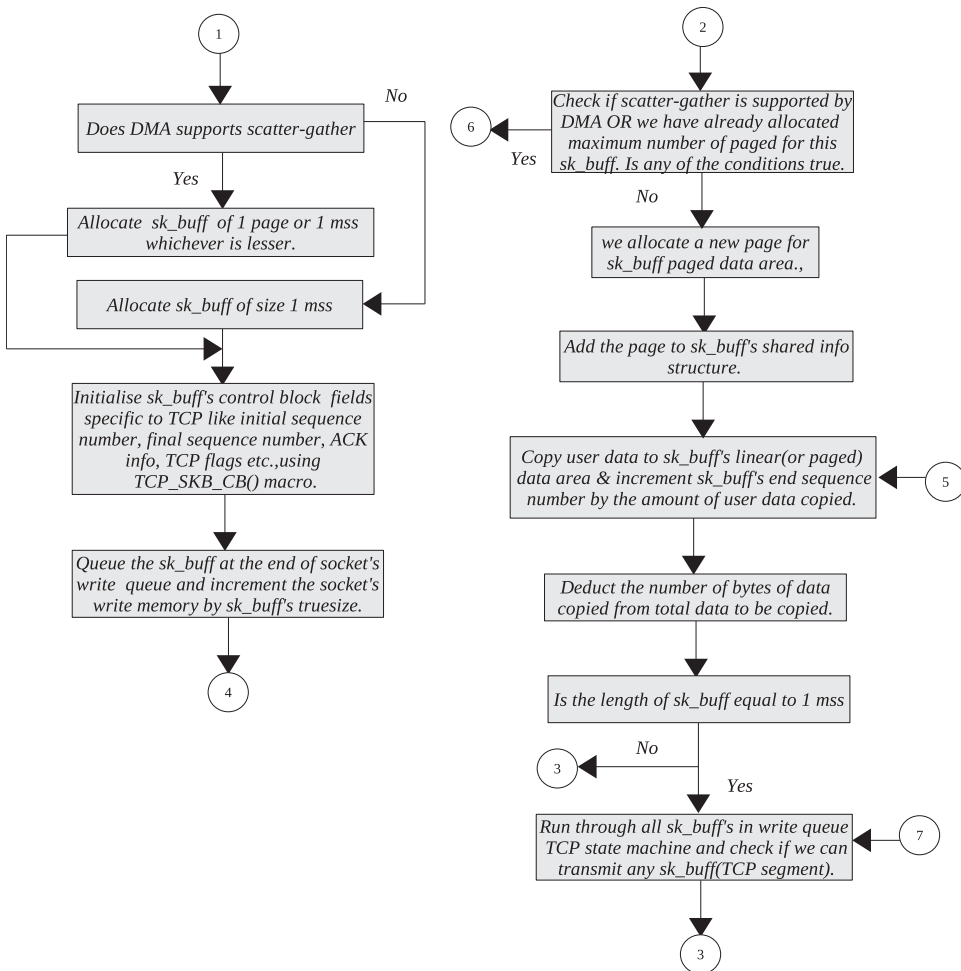 1
No
Does DMA supports scatter-gather
Yes
Allocate sk_buff of 1 page or 1 mss
whichever is lesser.
Allocate sk_buff of size 1 mss
Initialise sk_buff's control block fields
specific to TCP like initial sequence
number, final sequence number, ACK
info, TCP flags etc.,using
TCP_SKB_CB() macro.
Queue the sk_buff at the end of socket's
write queue and increment the socket's
write memory by sk_buff's truesize.
4
2
Check if scatter-gather is supported by
DMA OR we have already allocated
maximum number of paged for this
sk_buff. Is any of the conditions true.
6
Yes
No
we allocate a new page for
sk_buff paged data area.,
Add the page to sk_buff's shared info
structure.
Copy user data to sk_buff's linear(or paged)
data area & increment sk_buff's end sequence
number by the amount of user data copied.
5
Deduct the number of bytes of data
copied from total data to be copied.
Is the length of sk_buff equal to 1 mss
No
3
Yes
Run through all sk_buff's in write queue
TCP state machine and check if we can
transmit any sk_buff(TCP segment).
7
3